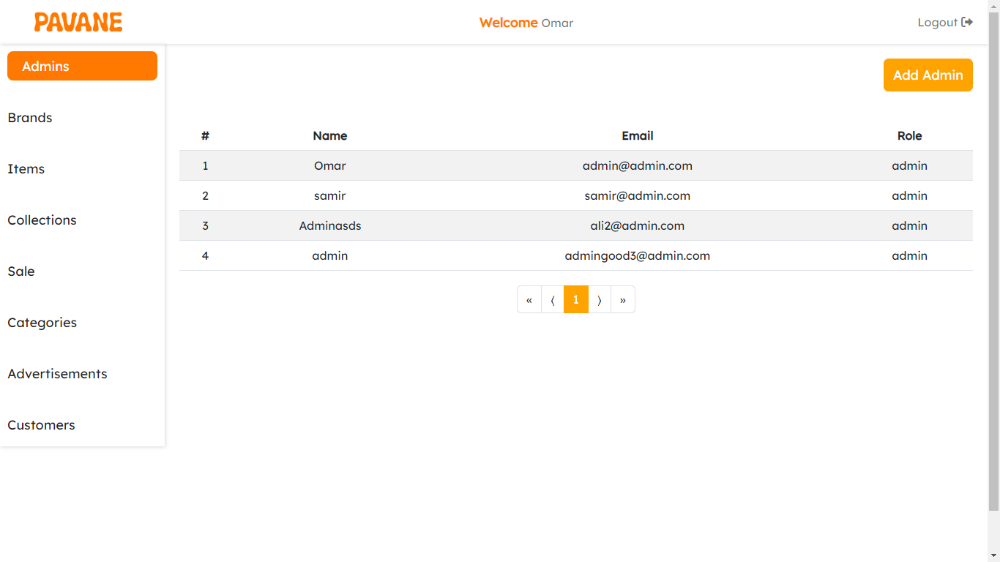 PAVANE
Welcome Omar
Logout
Admins
Brands
Items
Collections
Sale
Categories
Advertisements
Customers
Add Admin
# Name Email Role
1 Omar admin@admin.com admin
2 samir samir@admin.com admin
3 Adminasds ali2@admin.com admin
4 admin admingood3@admin.com admin
« ⟨ 1 ⟩ »